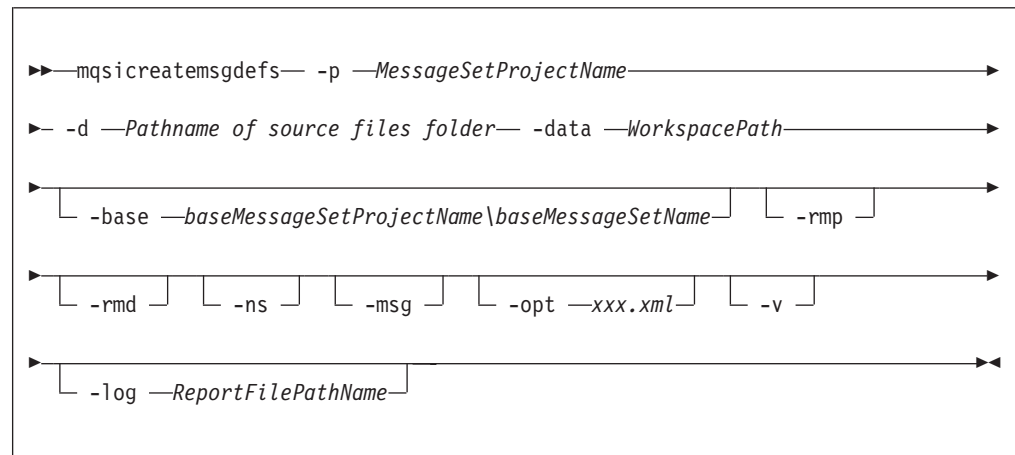 mqsicreatemsgdefs -p MessageSetProjectName
-d Pathname of source files folder -data WorkspacePath
-base baseMessageSetProjectName\baseMessageSetName -rmp
-rmd -ns -msg -opt xxx.xml -v
-log ReportFilePathName